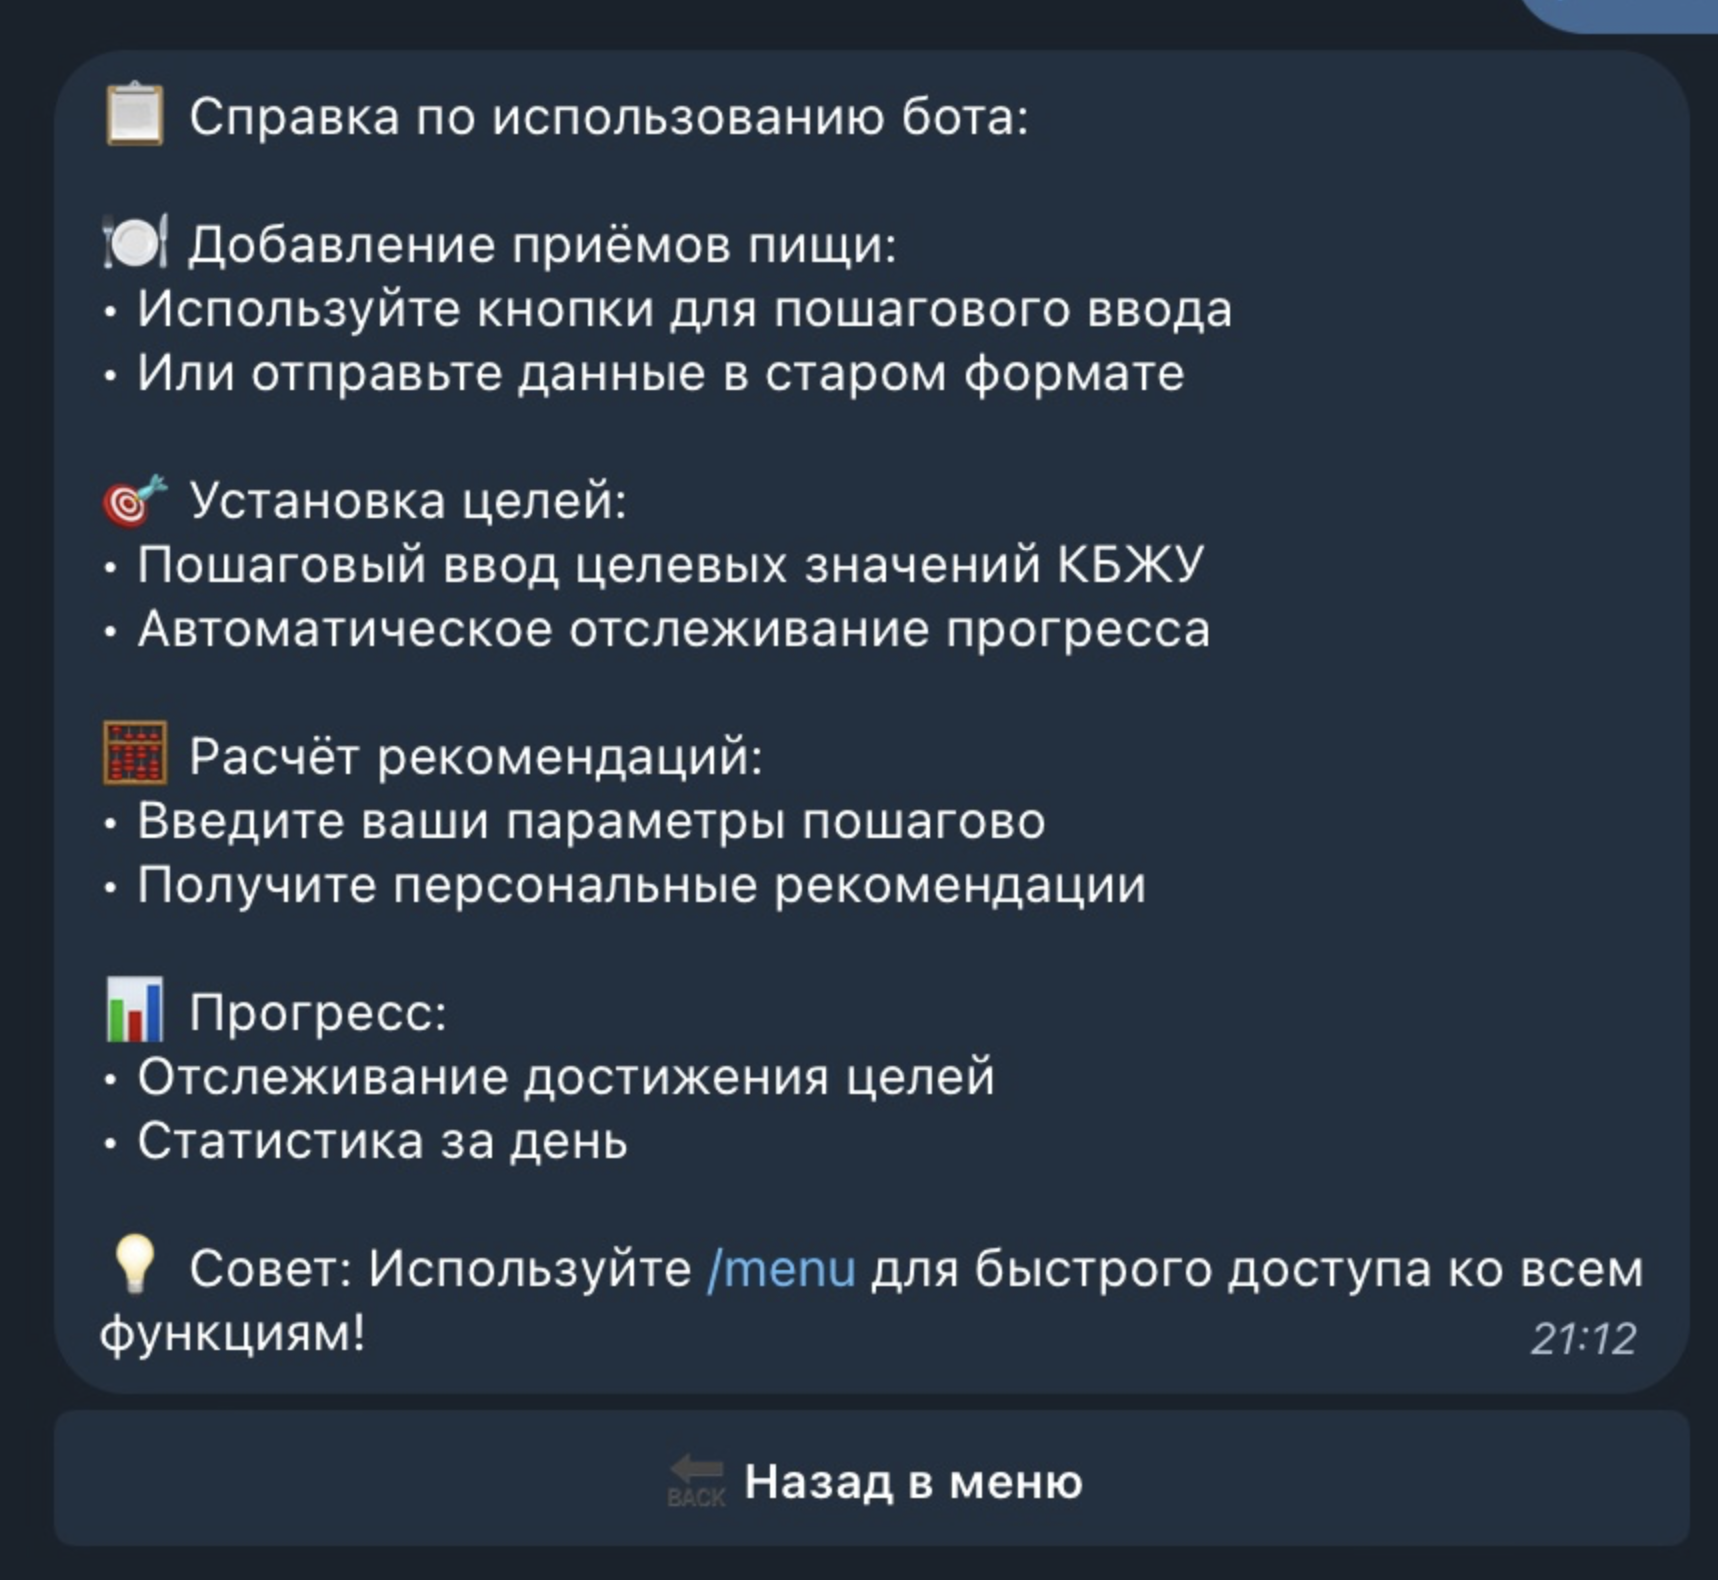 📋 Справка по использованию бота:
🍽 Добавление приёмов пищи:
• Используйте кнопки для пошагового ввода
• Или отправьте данные в старом формате
🎯 Установка целей:
• Пошаговый ввод целевых значений КБЖУ
• Автоматическое отслеживание прогресса
🧮 Расчёт рекомендаций:
• Введите ваши параметры пошагово
• Получите персональные рекомендации
📊 Прогресс:
• Отслеживание достижения целей
• Статистика за день
💡 Совет: Используйте /menu для быстрого доступа ко всем
функциям!
21:12
🔙 Назад в меню